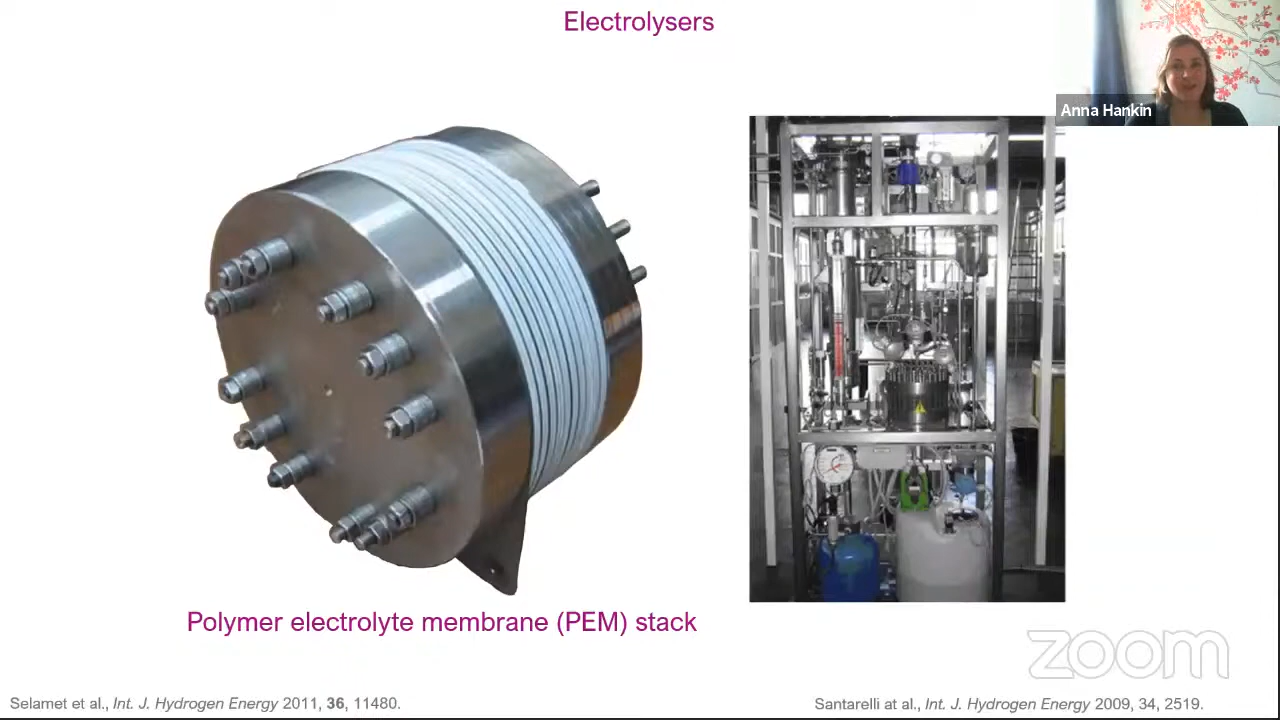 Electrolysers
Anna Hankin
Polymer electrolyte membrane (PEM) stack
zoom
Selamet et al., Int. J. Hydrogen Energy 2011, 36, 11480.
Santarelli at al., Int. J. Hydrogen Energy 2009, 34, 2519.